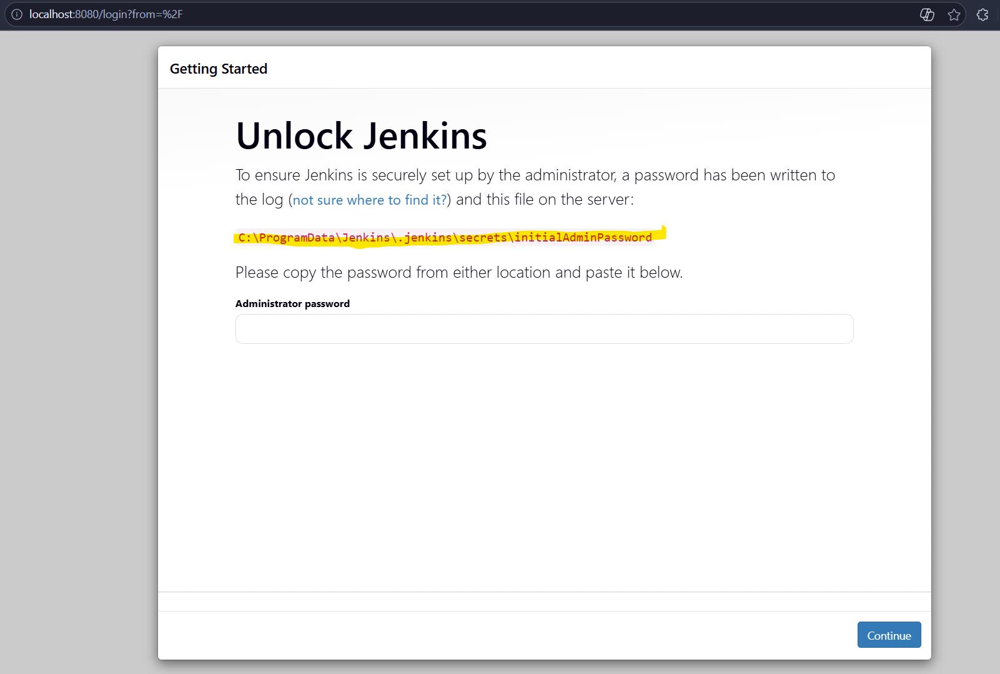 localhost:8080/login?from=%2F
Getting Started
Unlock Jenkins
To ensure Jenkins is securely set up by the administrator, a password has been written to
the log (not sure where to find it?) and this file on the server:
C:\ProgramData\Jenkins\.jenkins\secrets\initialAdminPassword
Please copy the password from either location and paste it below.
Administrator password
Continue